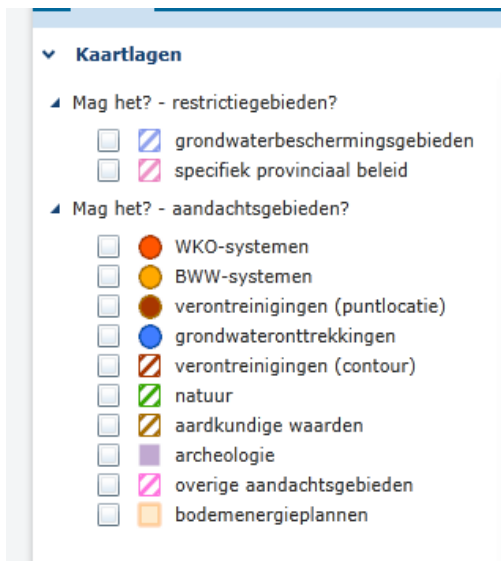 Kaartlagen
Mag het? - restrictiegebieden?
grondwaterbeschermingsgebieden
specifiek provinciaal beleid
Mag het? - aandachtsgebieden?
WKO-systemen
BWW-systemen
verontreinigingen (puntlocatie)
grondwateronttrekkingen
verontreinigingen (contour)
natuur
aardkundige waarden
archeologie
overige aandachtsgebieden
bodemenergieplannen